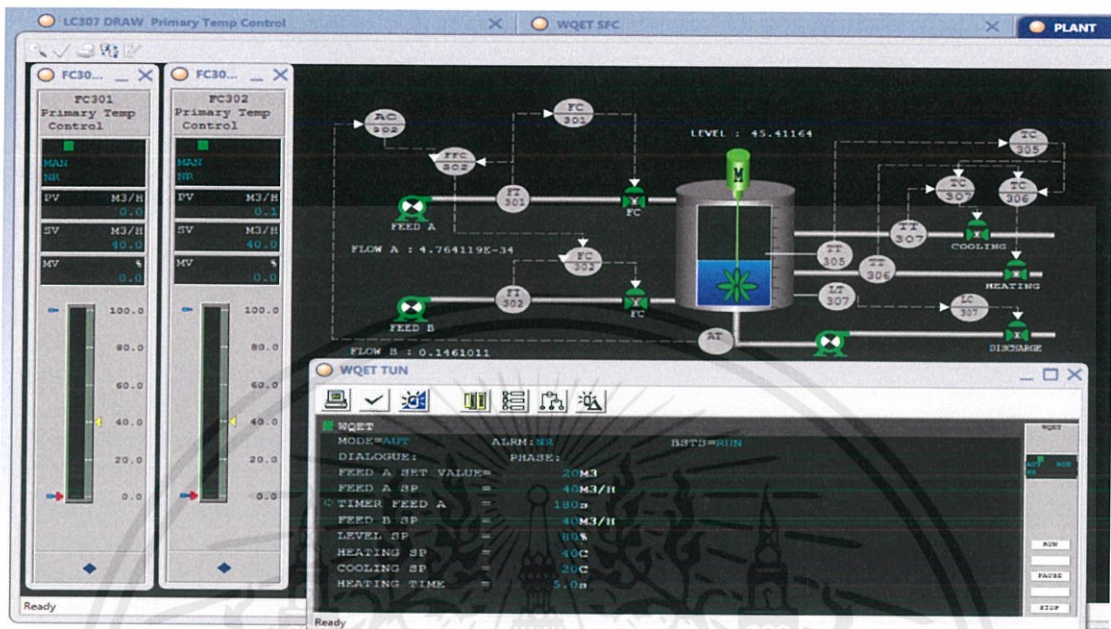 LC307 DRAW Primary Temp Control
WQET SFC
PLANT
FC30...
FC30...
FC301
Primary Temp
Control
MAN
NR
PV M3/H
0.0
SV M3/H
40.0
MV %
0.0
100.0
80.0
60.0
40.0
20.0
0.0
FC302
Primary Temp
Control
MAN
NR
PV M3/H
0.1
SV M3/H
40.0
MV %
0.0
100.0
80.0
60.0
40.0
20.0
0.0
AC
302
FC
301
FFC
302
FT
301
FC
FEED A
FLOW A : 4.764119E-34
FC
302
FT
302
FC
FEED B
FLOW B : 0.1461011
LEVEL : 45.41164
M
TC
305
TC
307
TC
306
TT
307
COOLING
TT
305
TT
306
HEATING
LT
307
LC
307
AT
DISCHARGE
WQET TUN
WQET
MODE=AUT ALRM:NR BSTS=RUN
DIALOGUE: PHASE:
FEED A SET VALUE= 20M3
FEED A SP = 40M3/H
TIMER FEED A = 180s
FEED B SP = 40M3/H
LEVEL SP = 80%
HEATING SP = 40C
COOLING SP = 20C
HEATING TIME = 5.0s
WQET
AUT RUN
NR
RUN
PAUSE
STOP
Ready
Ready